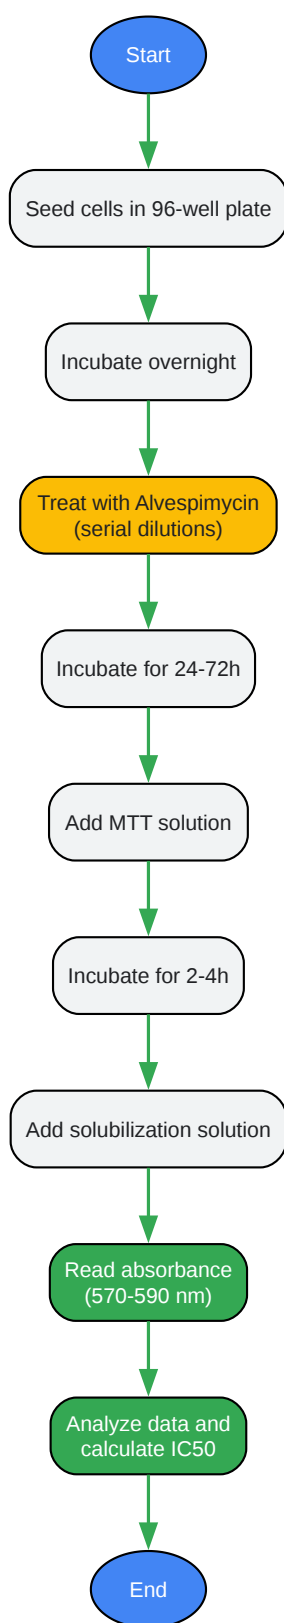 Start
Seed cells in 96-well plate
Incubate overnight
Treat with Alvespimycin
(serial dilutions)
Incubate for 24-72h
Add MTT solution
Incubate for 2-4h
Add solubilization solution
Read absorbance
(570-590 nm)
Analyze data and
calculate IC50
End